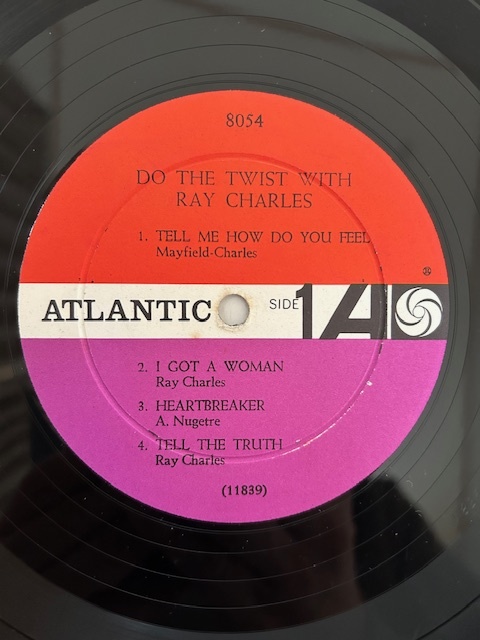 8054
DO THE TWIST WITH
RAY CHARLES
1. TELL ME HOW DO YOU FEEL
Mayfield-Charles
ATLANTIC SIDE 1 A
2. I GOT A WOMAN
Ray Charles
3. HEARTBREAKER
A. Nugetre
4. TELL THE TRUTH
Ray Charles
(11839)